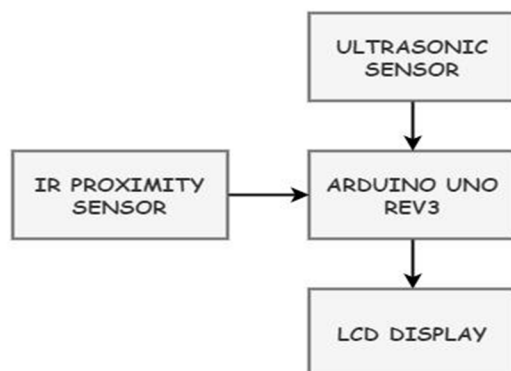 ULTRASONIC
SENSOR
IR PROXIMITY
SENSOR
ARDUINO UNO
REV3
LCD DISPLAY